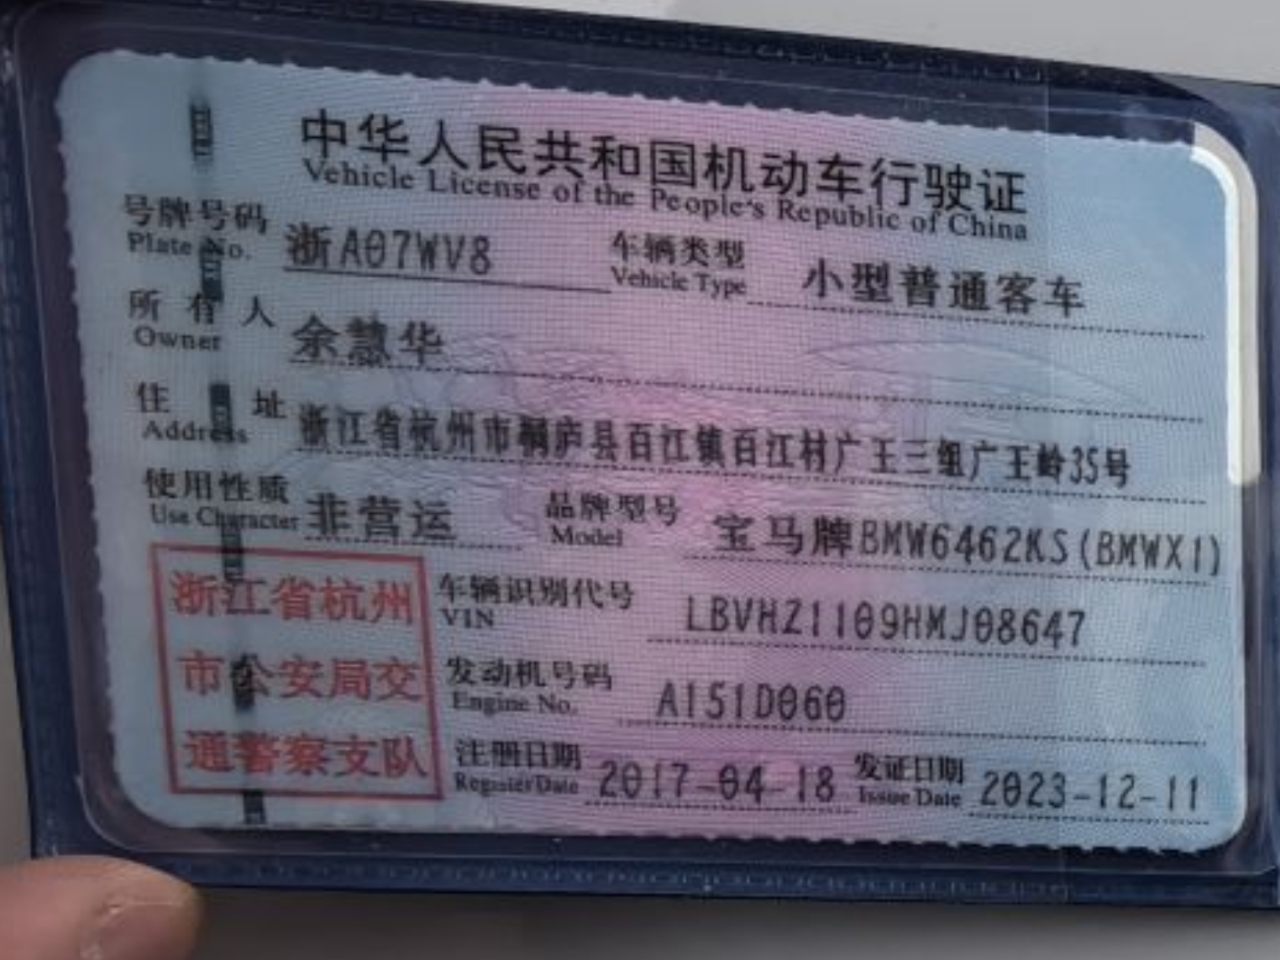 中华人民共和国机动车行驶证
Vehicle License of the People's Republic of China
号牌号码 浙A07WV8 车辆类型 小型普通客车
Plate No. Vehicle Type
所有人 余慧华
Owner
住址 浙江省杭州市桐庐县百江镇百江村广王三组广王岭35号
Address
使用性质 非营运 品牌型号 宝马牌BMW6462KS(BMWX1)
Use Character Model
浙江省杭州
市公安局交
通警察支队
车辆识别代号 LBVHZ1109HMJ08647
VIN
发动机号码 A151D060
Engine No.
注册日期 2017-04-18 发证日期 2023-12-11
Register Date Issue Date